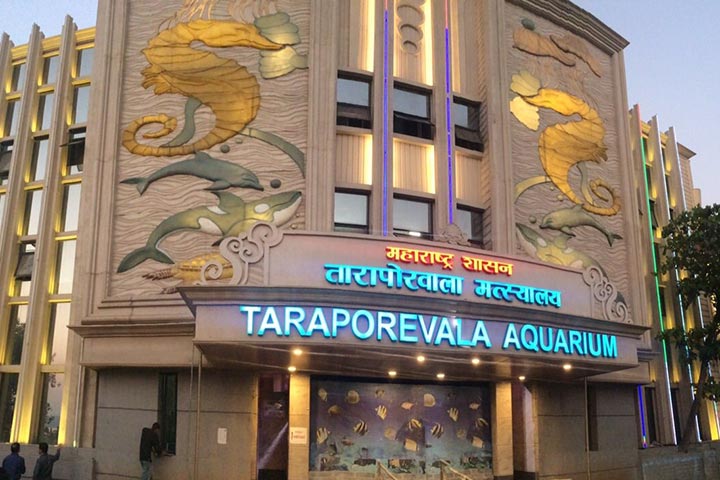 महाराष्ट्र शासन
तारापोरवाला मत्स्यालय
TARAPOREVALA AQUARIUM